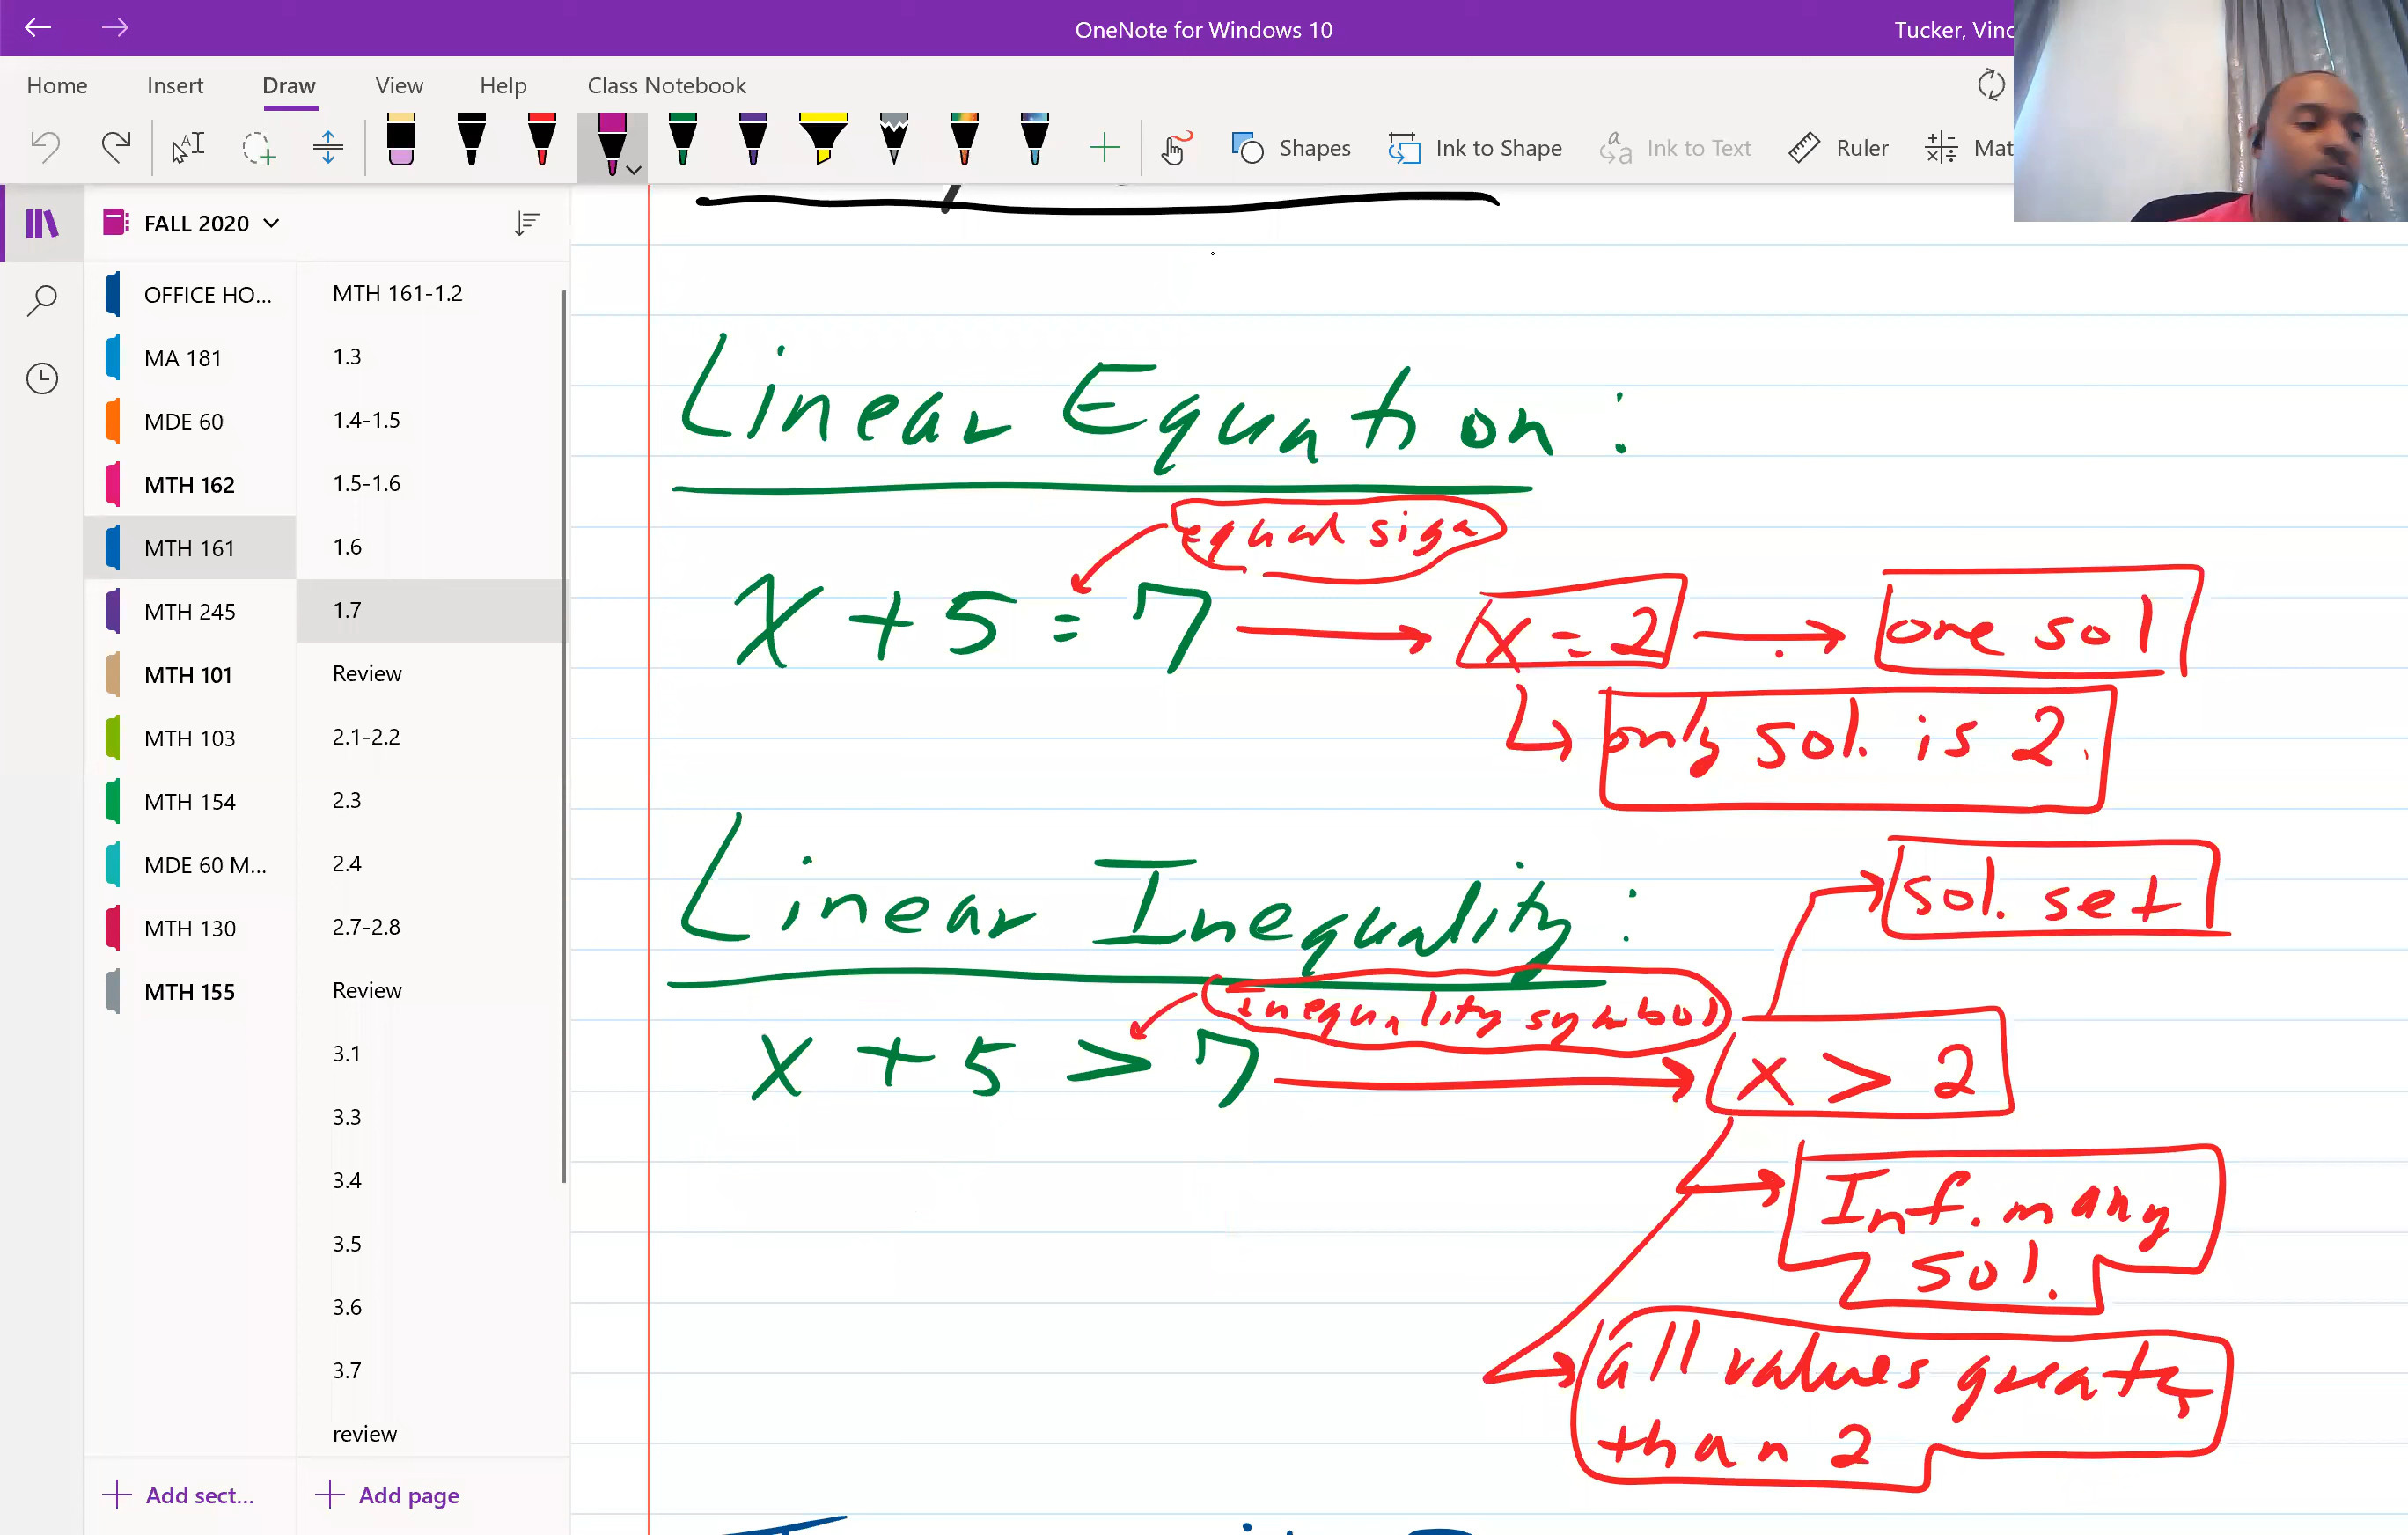 OneNote for Windows 10
Tucker, Vinc
Home Insert Draw View Help Class Notebook
Shapes Ink to Shape Ink to Text Ruler Mat
FALL 2020
OFFICE HO...
MA 181
MDE 60
MTH 162
MTH 161
MTH 245
MTH 101
MTH 103
MTH 154
MDE 60 M...
MTH 130
MTH 155
Add sect...
MTH 161-1.2
1.3
1.4-1.5
1.5-1.6
1.6
1.7
Review
2.1-2.2
2.3
2.4
2.7-2.8
Review
3.1
3.3
3.4
3.5
3.6
3.7
review
Add page
Linear Equation:
equal sign
x + 5 = 7 → x = 2 → one sol
only sol. is 2.
Linear Inequality:
sol. set
Inequality symbol
x + 5 > 7 → x > 2
Inf. many
sol.
all values greater
than 2